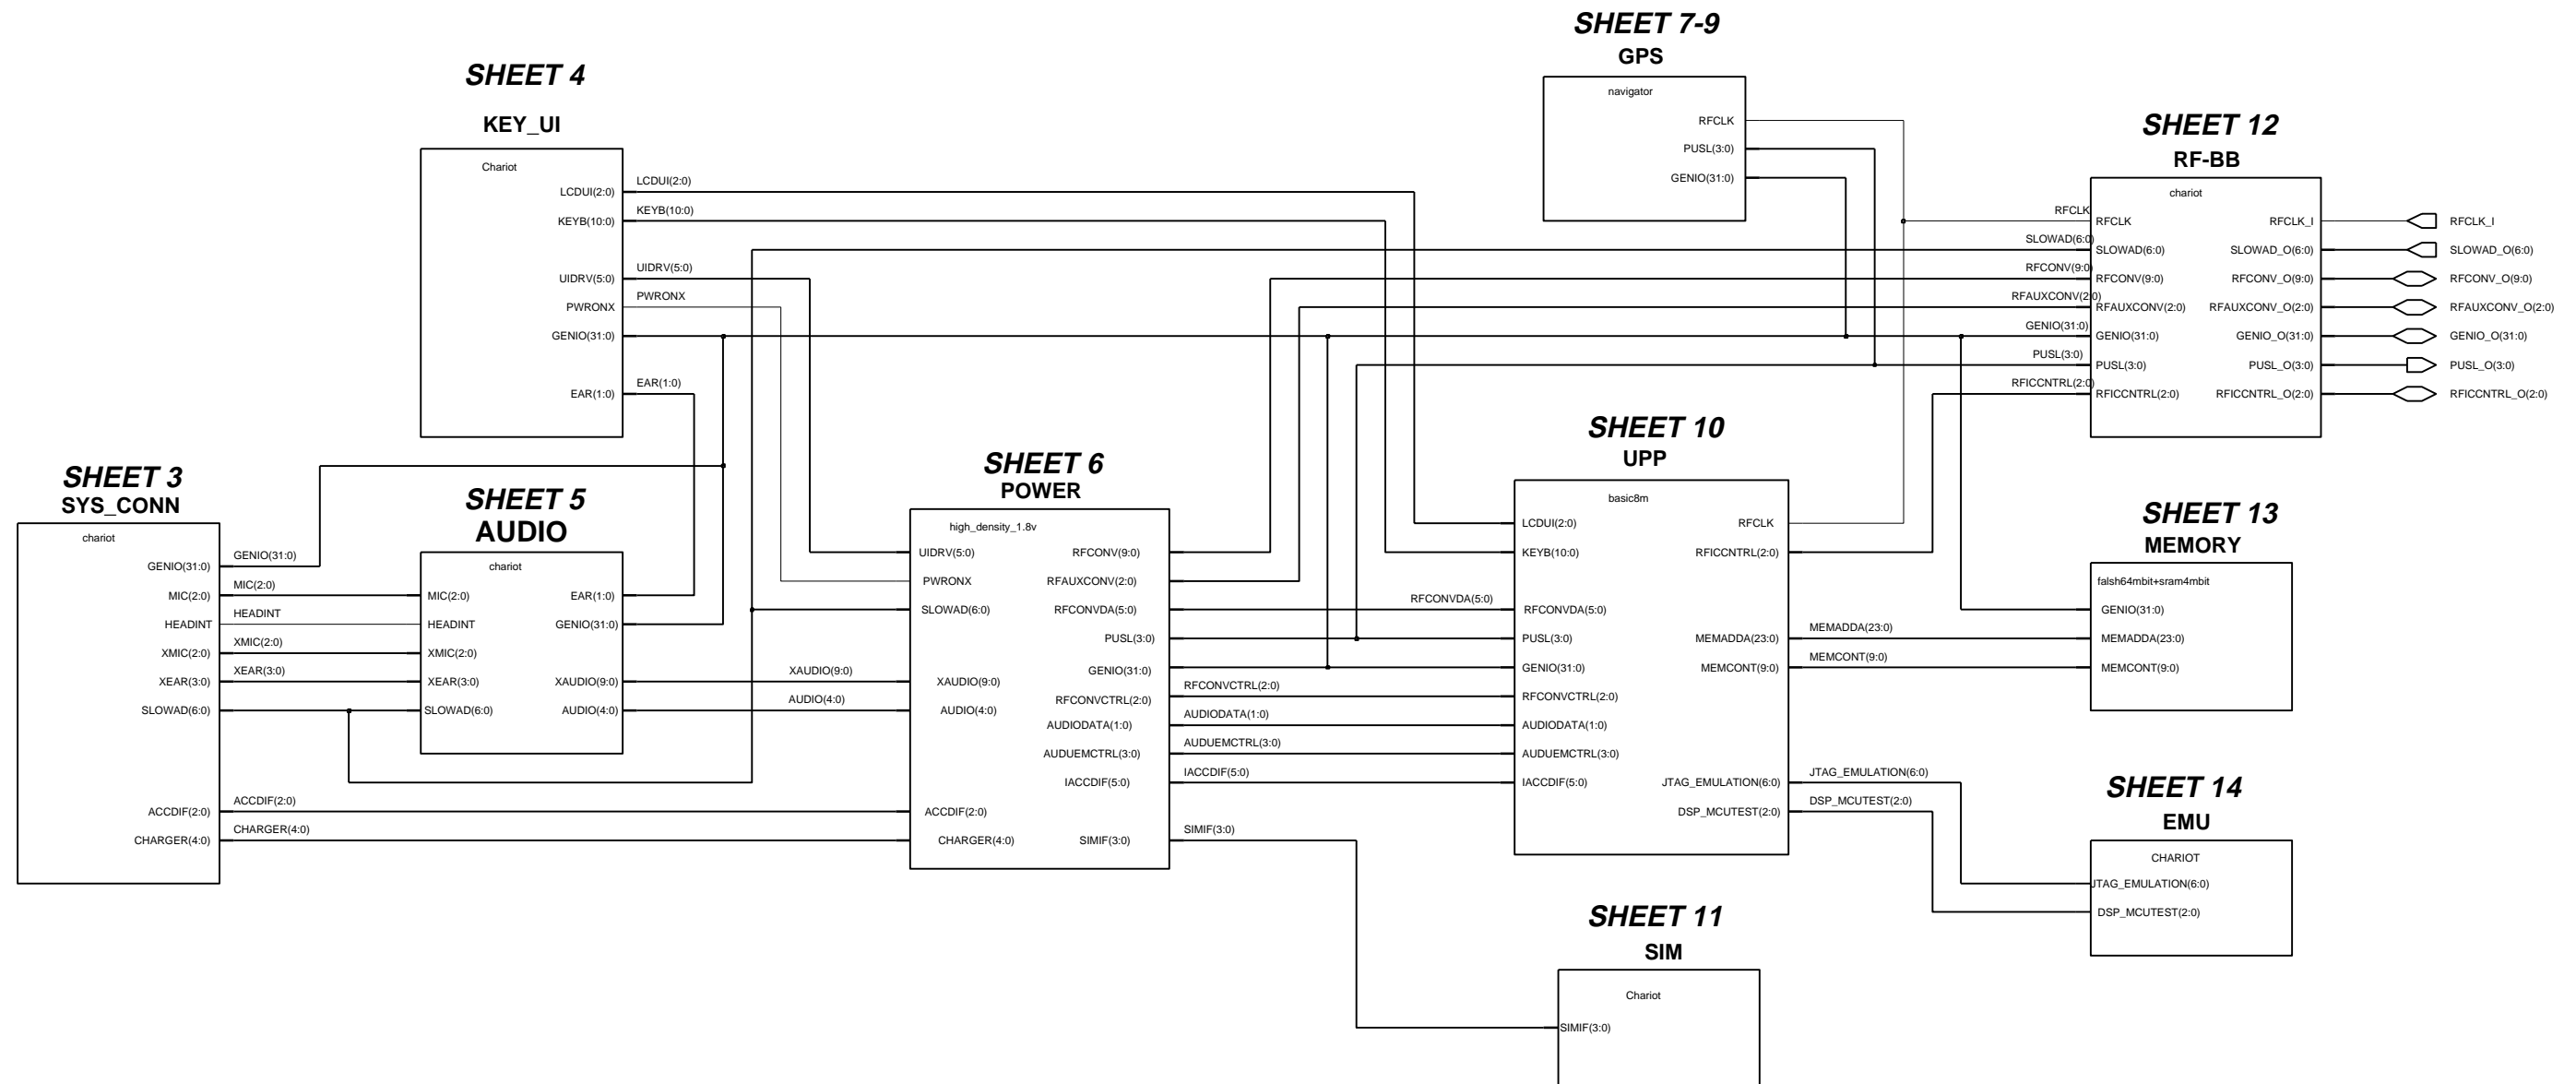 SHEET 7-9
GPS
navigator
RFCLK
PUSL(3:0)
GENIO(31:0)
SHEET 4
KEY_UI
Chariot
LCDUI(2:0)
KEYB(10:0)
UIDRV(5:0)
PWRONX
GENIO(31:0)
EAR(1:0)
LCDUI(2:0)
KEYB(10:0)
UIDRV(5:0)
PWRONX
EAR(1:0)
SHEET 12
RF-BB
chariot
RFCLK
SLOWAD(6:0)
RFCONV(9:0)
RFAUXCONV(2:0)
GENIO(31:0)
PUSL(3:0)
RFICCNTRL(2:0)
RFCLK
SLOWAD(6:0)
RFCONV(9:0)
RFAUXCONV(2:0)
GENIO(31:0)
PUSL(3:0)
RFICCNTRL(2:0)
RFCLK_I
SLOWAD_O(6:0)
RFCONV_O(9:0)
RFAUXCONV_O(2:0)
GENIO_O(31:0)
PUSL_O(3:0)
RFICCNTRL_O(2:0)
RFCLK_I
SLOWAD_O(6:0)
RFCONV_O(9:0)
RFAUXCONV_O(2:0)
GENIO_O(31:0)
PUSL_O(3:0)
RFICCNTRL_O(2:0)
SHEET 3
SYS_CONN
chariot
GENIO(31:0)
MIC(2:0)
HEADINT
XMIC(2:0)
XEAR(3:0)
SLOWAD(6:0)
ACCDIF(2:0)
CHARGER(4:0)
GENIO(31:0)
MIC(2:0)
HEADINT
XMIC(2:0)
XEAR(3:0)
ACCDIF(2:0)
CHARGER(4:0)
SHEET 5
AUDIO
chariot
MIC(2:0)
HEADINT
XMIC(2:0)
XEAR(3:0)
SLOWAD(6:0)
EAR(1:0)
GENIO(31:0)
XAUDIO(9:0)
AUDIO(4:0)
XAUDIO(9:0)
AUDIO(4:0)
SHEET 6
POWER
high_density_1.8v
UIDRV(5:0)
PWRONX
SLOWAD(6:0)
XAUDIO(9:0)
AUDIO(4:0)
ACCDIF(2:0)
CHARGER(4:0)
RFCONV(9:0)
RFAUXCONV(2:0)
RFCONVDA(5:0)
PUSL(3:0)
GENIO(31:0)
RFCONVCTRL(2:0)
AUDIODATA(1:0)
AUDUEMCTRL(3:0)
IACCDIF(5:0)
SIMIF(3:0)
RFCONVDA(5:0)
RFCONVCTRL(2:0)
AUDIODATA(1:0)
AUDUEMCTRL(3:0)
IACCDIF(5:0)
SIMIF(3:0)
SHEET 10
UPP
basic8m
LCDUI(2:0)
KEYB(10:0)
RFCONVDA(5:0)
PUSL(3:0)
GENIO(31:0)
RFCONVCTRL(2:0)
AUDIODATA(1:0)
AUDUEMCTRL(3:0)
IACCDIF(5:0)
RFCLK
RFICCNTRL(2:0)
MEMADDA(23:0)
MEMCONT(9:0)
JTAG_EMULATION(6:0)
DSP_MCUTEST(2:0)
MEMADDA(23:0)
MEMCONT(9:0)
JTAG_EMULATION(6:0)
DSP_MCUTEST(2:0)
SHEET 13
MEMORY
falsh64mbit+sram4mbit
GENIO(31:0)
MEMADDA(23:0)
MEMCONT(9:0)
SHEET 14
EMU
CHARIOT
JTAG_EMULATION(6:0)
DSP_MCUTEST(2:0)
SHEET 11
SIM
Chariot
SIMIF(3:0)